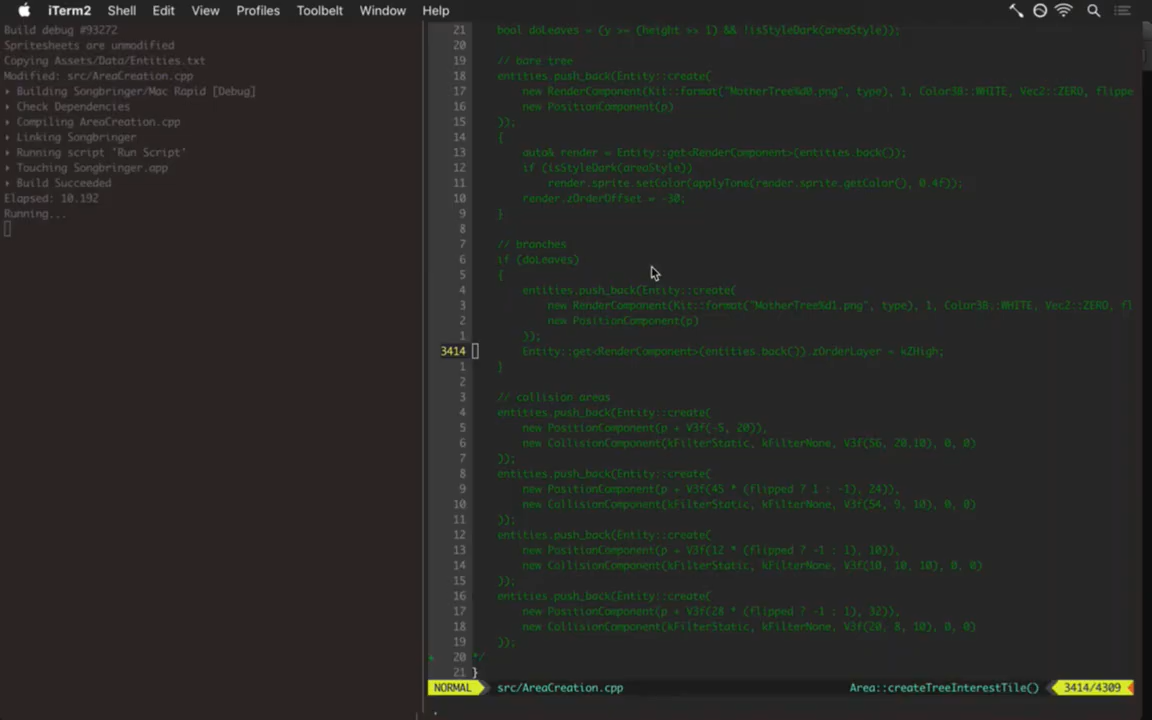 iTerm2 Shell Edit View Profiles Toolbelt Window Help
Build debug #93272
Spritesheets are unmodified
Copying Assets/Data/Entities.txt
Modified: src/AreaCreation.cpp
▸ Building Songbringer/Mac Rapid [Debug]
▸ Check Dependencies
▸ Compiling AreaCreation.cpp
▸ Linking Songbringer
▸ Running script 'Run Script'
▸ Touching Songbringer.app
▸ Build Succeeded
Elapsed: 10.192
Running...
21 bool doLeaves = (y >= (height >> 1) && !isStyleDark(areaStyle));
20
19 // bare tree
18 entities.push_back(Entity::create(
17 new RenderComponent(Kit::format("MotherTree%d0.png", type), 1, Color3B::WHITE, Vec2::ZERO, flippe
16 new PositionComponent(p)
15 ));
14 {
13 auto& render = Entity::get<RenderComponent>(entities.back());
12 if (isStyleDark(areaStyle))
11 render.sprite.setColor(applyTone(render.sprite.getColor(), 0.4f));
10 render.zOrderOffset = -30;
9 }
8
7 // branches
6 if (doLeaves)
5 {
4 entities.push_back(Entity::create(
3 new RenderComponent(Kit::format("MotherTree%d1.png", type), 1, Color3B::WHITE, Vec2::ZERO, fl
2 new PositionComponent(p)
1 ));
3414 Entity::get<RenderComponent>(entities.back()).zOrderLayer = kZHigh;
1 }
2
3 // collision areas
4 entities.push_back(Entity::create(
5 new PositionComponent(p + V3f(-5, 20)),
6 new CollisionComponent(kFilterStatic, kFilterNone, V3f(56, 20,10), 0, 0)
7 ));
8 entities.push_back(Entity::create(
9 new PositionComponent(p + V3f(45 * (flipped ? 1 : -1), 24)),
10 new CollisionComponent(kFilterStatic, kFilterNone, V3f(54, 9, 10), 0, 0)
11 ));
12 entities.push_back(Entity::create(
13 new PositionComponent(p + V3f(12 * (flipped ? -1 : 1), 10)),
14 new CollisionComponent(kFilterStatic, kFilterNone, V3f(10, 10, 10), 0, 0)
15 ));
16 entities.push_back(Entity::create(
17 new PositionComponent(p + V3f(28 * (flipped ? -1 : 1), 32)),
18 new CollisionComponent(kFilterStatic, kFilterNone, V3f(20, 8, 10), 0, 0)
19 ));
+ 20 */
21 }
NORMAL src/AreaCreation.cpp Area::createTreeInterestTile() 3414/4309